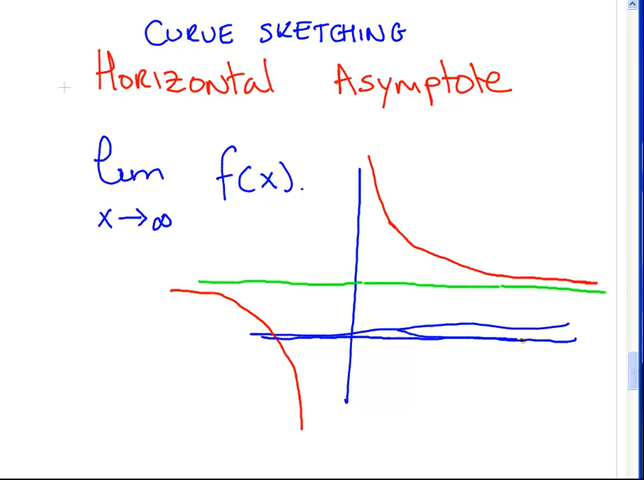 CURVE SKETCHING
HORIZontal Asymptote
lim f(x).
x→∞